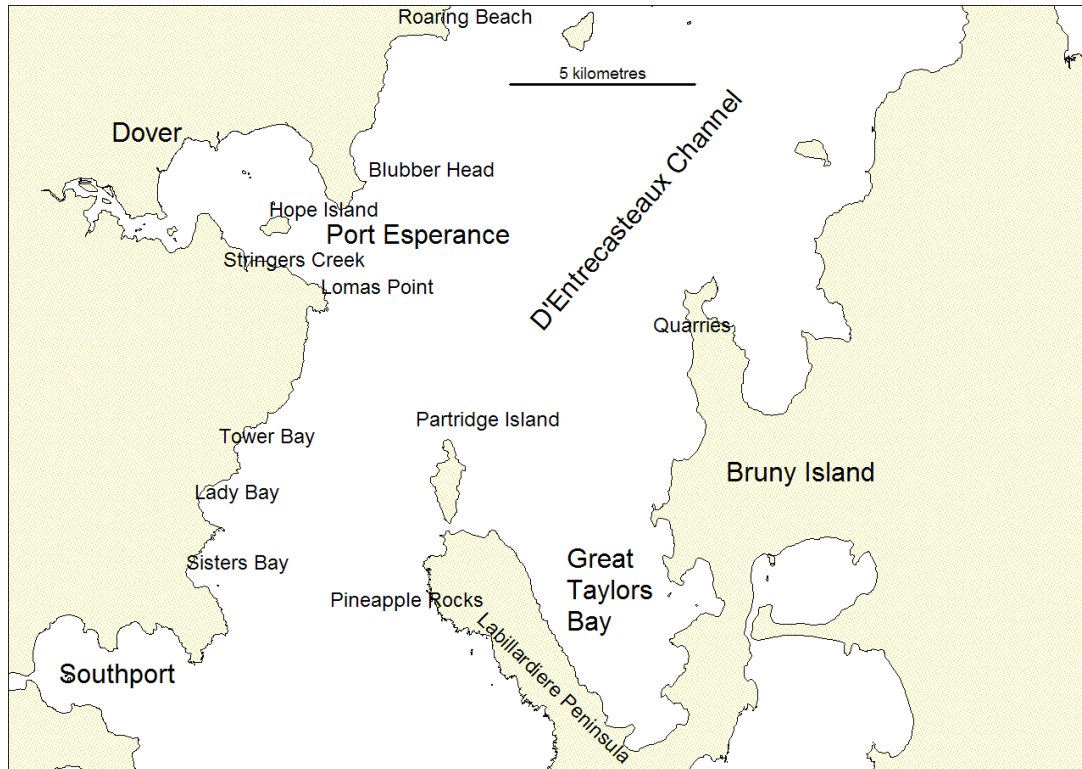 Roaring Beach
5 kilometres
Dover
D'Entrecasteaux Channel
Blubber Head
Hope Island
Port Esperance
Stringers Creek
Lomas Point
Quarries
Partridge Island
Tower Bay
Bruny Island
Lady Bay
Sisters Bay
Great
Taylors
Bay
Pineapple Rocks
Labillardiere Peninsula
Southport